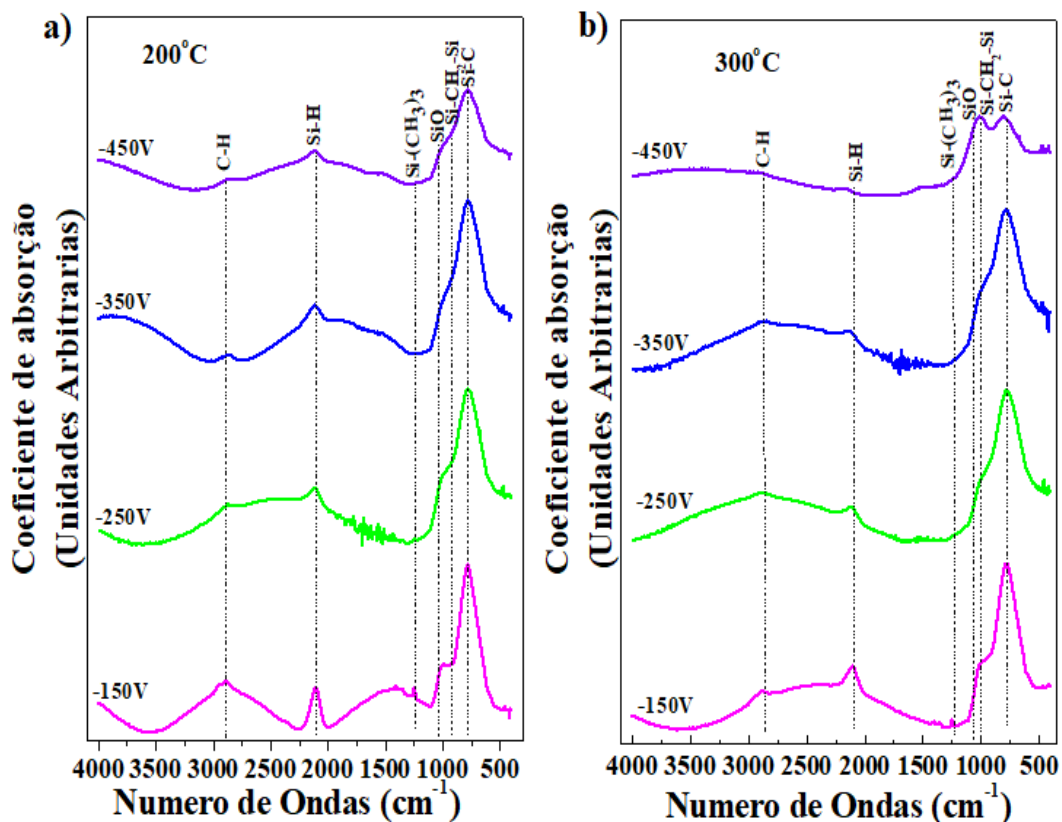 a)
200°C
-450V
-350V
-250V
-150V
C-H
Si-H
Si-(CH3)3
SiO
Si-CH2-Si
Si-C
Coeficiente de absorção
(Unidades Arbitrarias)
4000 3500 3000 2500 2000 1500 1000 500
Numero de Ondas (cm⁻¹)
b)
300°C
-450V
-350V
-250V
-150V
C-H
Si-H
Si-(CH3)3
SiO
Si-CH2-Si
Si-C
Coeficiente de absorção
(Unidades Arbitrarias)
4000 3500 3000 2500 2000 1500 1000 500
Numero de Ondas (cm⁻¹)